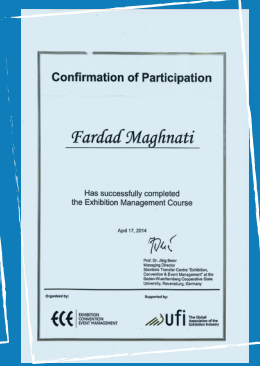 Confirmation of Participation
Fardad Maghnati
Has successfully completed
the Exhibition Management Course
April 17, 2014
Prof. Dr. Jörg Beier
Managing Director
Steinbeis Transfer Centre "Exhibition,
Convention & Event Management" at the
Baden-Wuerttemberg Cooperative State
University, Ravensburg, Germany
Organized by:
Supported by:
ECE EXHIBITION
CONVENTION
EVENT MANAGEMENT
ufi The Global
Association of the
Exhibition Industry